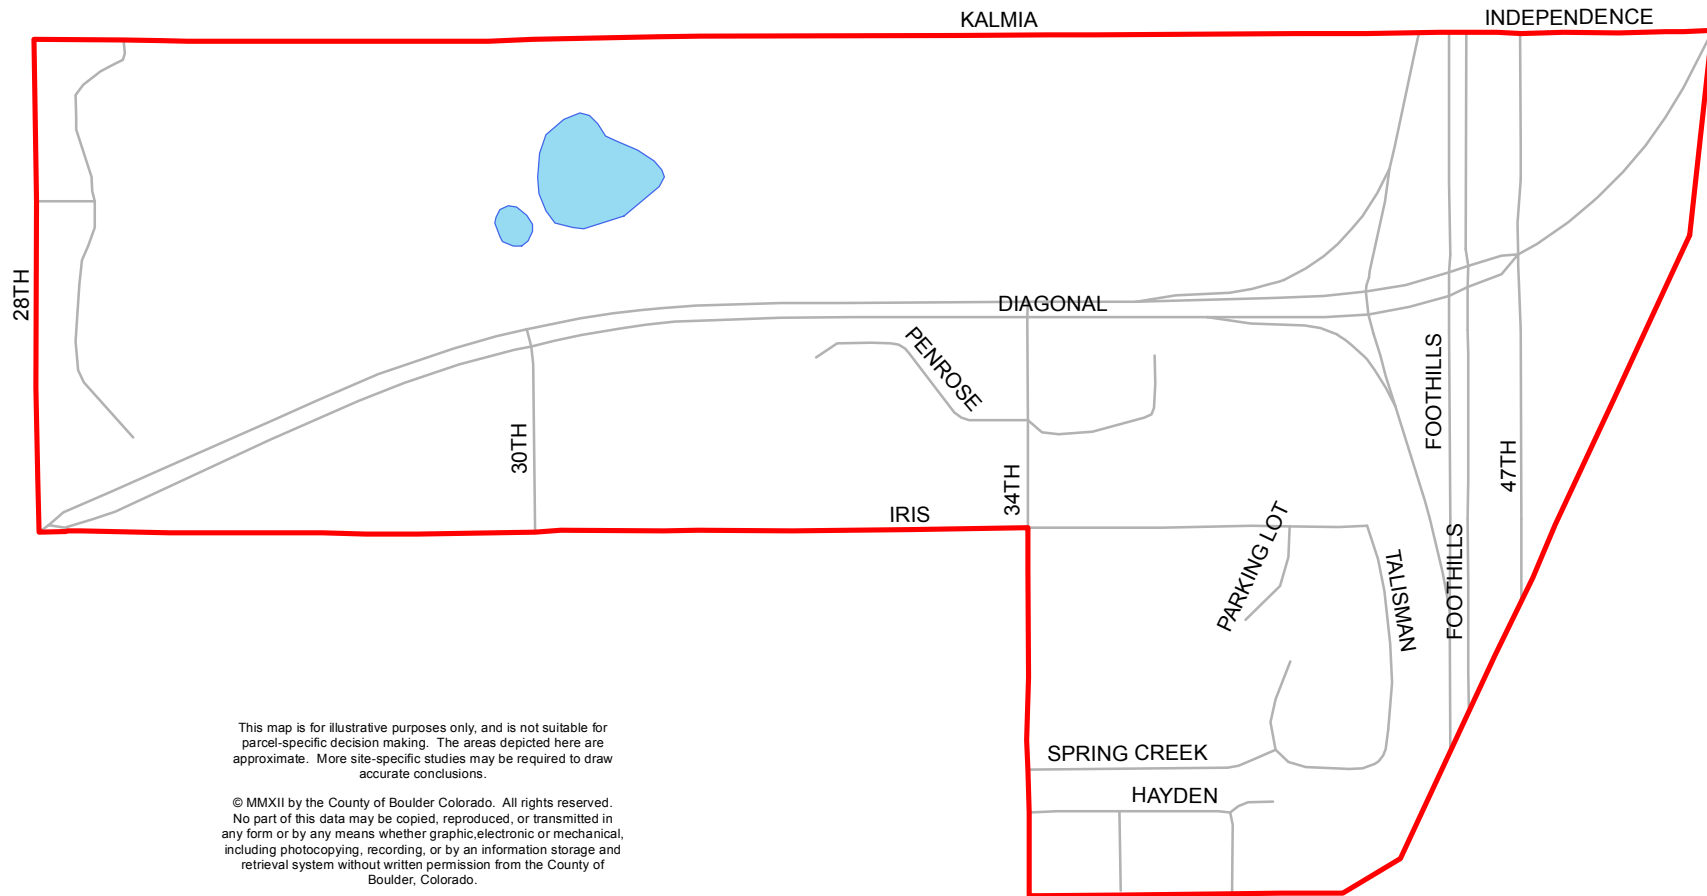 KALMIA
INDEPENDENCE
28TH
DIAGONAL
PENROSE
FOOTHILLS
30TH
34TH
47TH
IRIS
PARKING LOT
TALISMAN
FOOTHILLS
SPRING CREEK
HAYDEN
This map is for illustrative purposes only, and is not suitable for
parcel-specific decision making. The areas depicted here are
approximate. More site-specific studies may be required to draw
accurate conclusions.
© MMXII by the County of Boulder Colorado. All rights reserved.
No part of this data may be copied, reproduced, or transmitted in
any form or by any means whether graphic,electronic or mechanical,
including photocopying, recording, or by an information storage and
retrieval system without written permission from the County of
Boulder, Colorado.